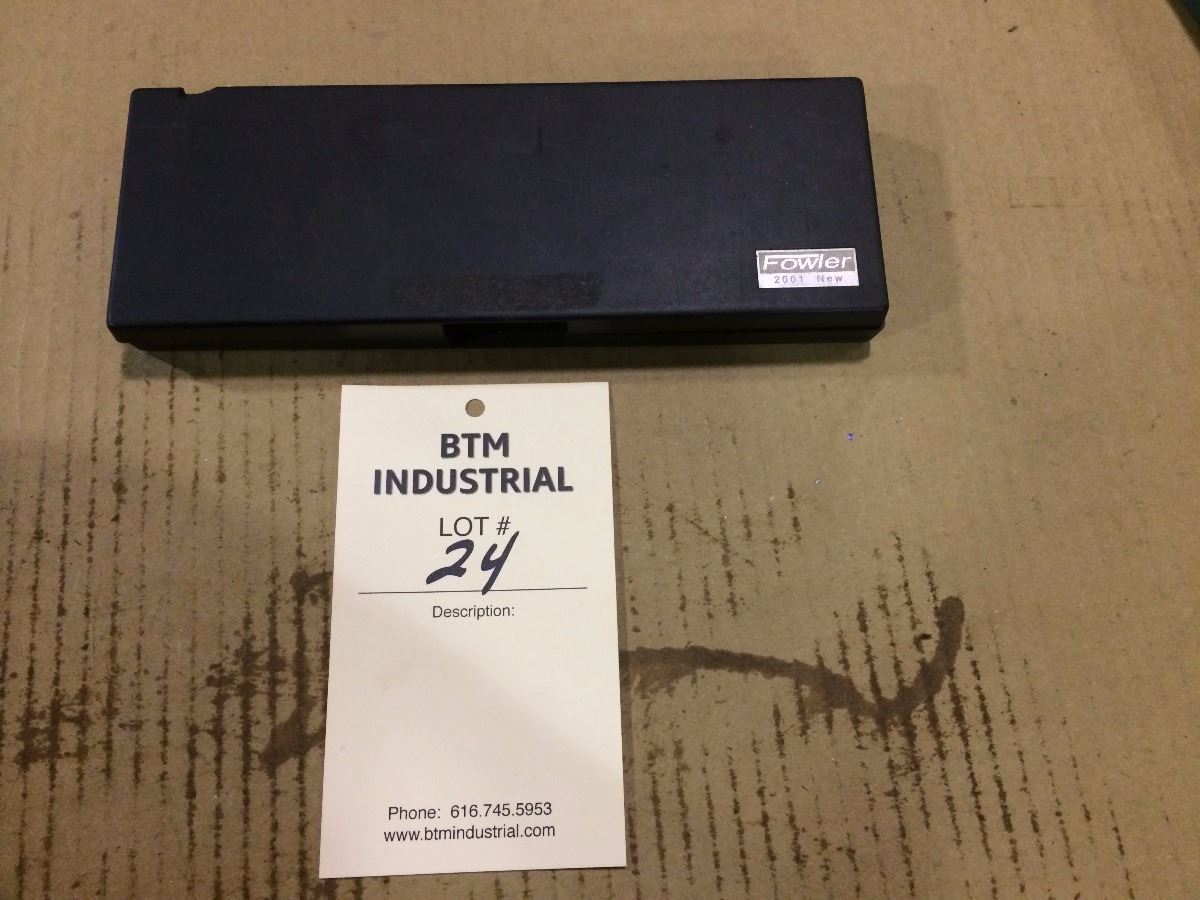 Fowler
2001 New
BTM
INDUSTRIAL
LOT #
24
Description:
Phone: 616.745.5953
www.btmindustrial.com